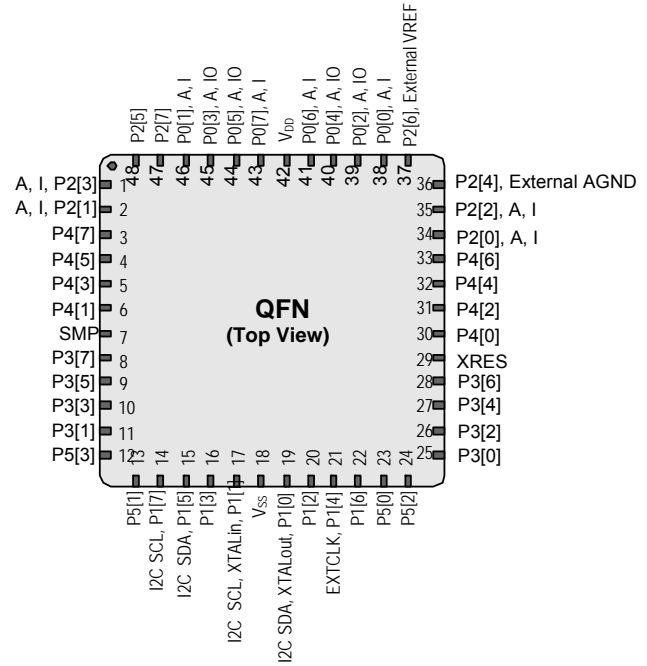 P2[5]
P2[7]
P0[1], A, I
P0[3], A, IO
P0[5], A, IO
P0[7], A, I
VDD
P0[6], A, I
P0[4], A, IO
P0[2], A, IO
P0[0], A, I
P2[6], External VREF
48
47
46
45
44
43
42
41
40
39
38
37
A, I, P2[3] 1
A, I, P2[1] 2
P4[7] 3
P4[5] 4
P4[3] 5
P4[1] 6
SMP 7
P3[7] 8
P3[5] 9
P3[3] 10
P3[1] 11
P5[3] 12
QFN
(Top View)
36 P2[4], External AGND
35 P2[2], A, I
34 P2[0], A, I
33 P4[6]
32 P4[4]
31 P4[2]
30 P4[0]
29 XRES
28 P3[6]
27 P3[4]
26 P3[2]
25 P3[0]
13
14
15
16
17
18
19
20
21
22
23
24
P5[1]
I2C SCL, P1[7]
I2C SDA, P1[5]
P1[3]
I2C SCL, XTALin, P1[1]
VSS
I2C SDA, XTALout, P1[0]
P1[2]
EXTCLK, P1[4]
P1[6]
P5[0]
P5[2]